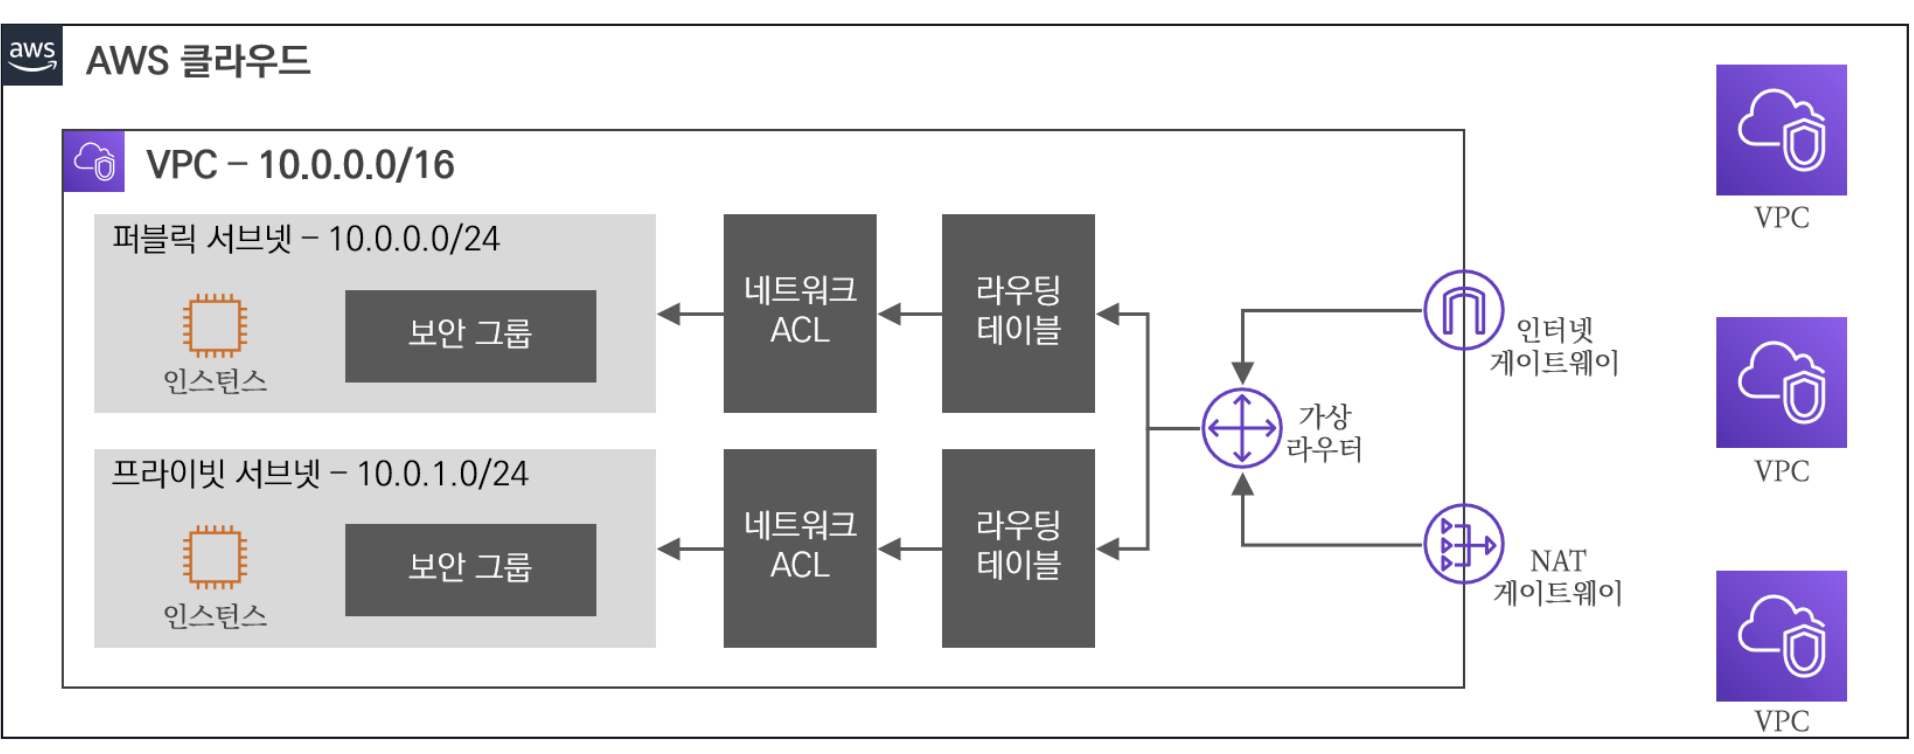 aws
AWS 클라우드
VPC – 10.0.0.0/16
퍼블릭 서브넷 – 10.0.0.0/24
인스턴스
보안 그룹
네트워크
ACL
라우팅
테이블
프라이빗 서브넷 – 10.0.1.0/24
인스턴스
보안 그룹
네트워크
ACL
라우팅
테이블
가상
라우터
인터넷
게이트웨이
NAT
게이트웨이
VPC
VPC
VPC